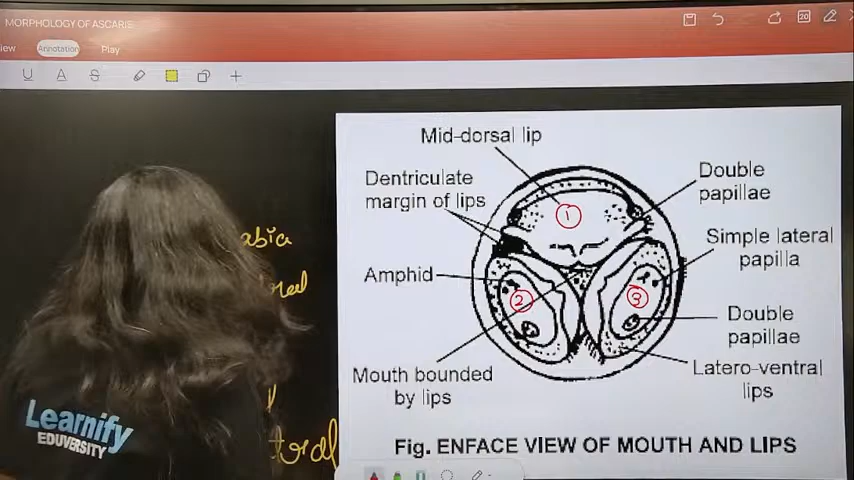 MORPHOLOGY OF ASCARIS
iew
Annotation
Play
20
U A S
Mid-dorsal lip
Dentriculate
margin of lips
Double
papillae
Simple lateral
papilla
Amphid
Double
papillae
Mouth bounded
by lips
Latero-ventral
lips
1
2
3
Fig. ENFACE VIEW OF MOUTH AND LIPS
Learnify
EDUVERSITY